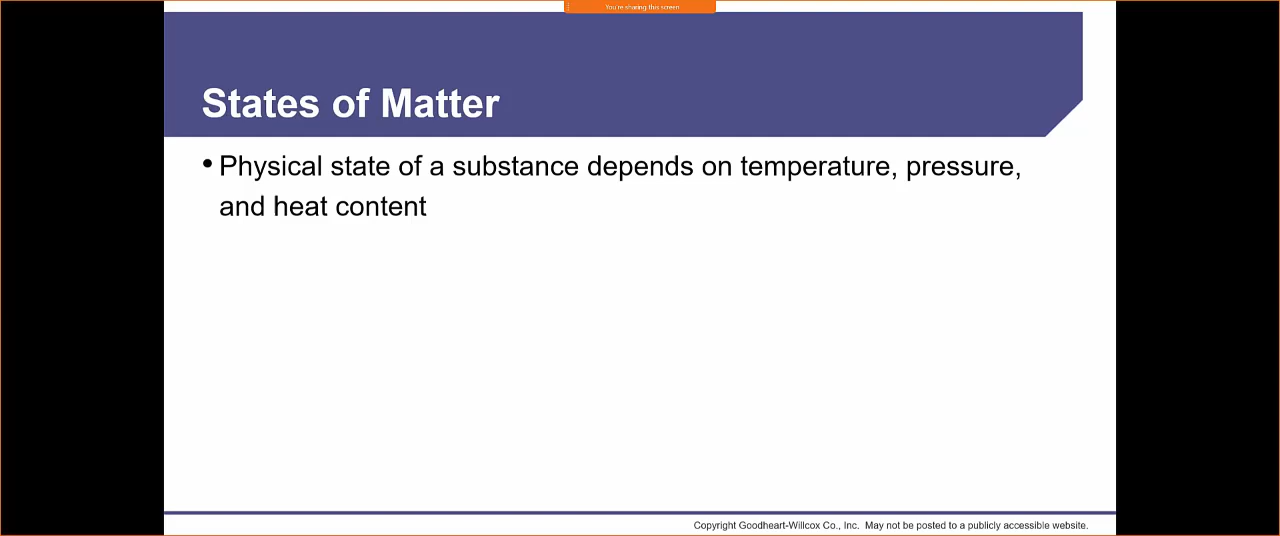 You're sharing this screen
States of Matter
• Physical state of a substance depends on temperature, pressure,
and heat content
Copyright Goodheart-Willcox Co., Inc. May not be posted to a publicly accessible website.